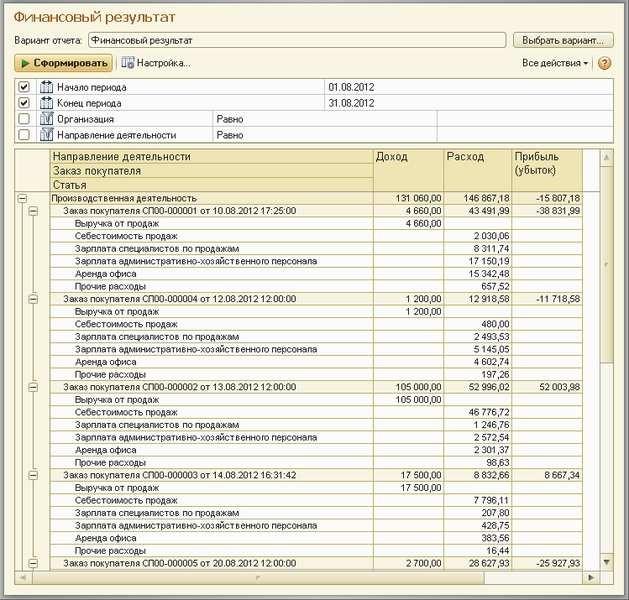 Финансовый результат
Вариант отчета: Финансовый результат Выбрать вариант...
Сформировать Настройка... Все действия ?
Начало периода 01.08.2012
Конец периода 31.08.2012
Организация Равно
Направление деятельности Равно
Направление деятельности Доход Расход Прибыль (убыток)
Заказ покупателя
Статья
Производственная деятельность 131 060,00 146 867,18 -15 807,18
Заказ покупателя СП00-000001 от 10.08.2012 17:25:00 4 660,00 43 491,99 -38 831,99
Выручка от продаж 4 660,00
Себестоимость продаж 2 030,06
Зарплата специалистов по продажам 8 311,74
Зарплата административно-хозяйственного персонала 17 150,19
Аренда офиса 15 342,48
Прочие расходы 657,52
Заказ покупателя СП00-000004 от 12.08.2012 12:00:00 1 200,00 12 918,58 -11 718,58
Выручка от продаж 1 200,00
Себестоимость продаж 480,00
Зарплата специалистов по продажам 2 493,53
Зарплата административно-хозяйственного персонала 5 145,05
Аренда офиса 4 602,74
Прочие расходы 197,26
Заказ покупателя СП00-000002 от 13.08.2012 12:00:00 105 000,00 52 996,02 52 003,98
Выручка от продаж 105 000,00
Себестоимость продаж 46 776,72
Зарплата специалистов по продажам 1 246,76
Зарплата административно-хозяйственного персонала 2 572,54
Аренда офиса 2 301,37
Прочие расходы 98,63
Заказ покупателя СП00-000003 от 14.08.2012 16:31:42 17 500,00 8 832,66 8 667,34
Выручка от продаж 17 500,00
Себестоимость продаж 7 796,11
Зарплата специалистов по продажам 207,80
Зарплата административно-хозяйственного персонала 428,75
Аренда офиса 383,56
Прочие расходы 16,44
Заказ покупателя СП00-000005 от 20.08.2012 12:00:00 2 700,00 28 627,93 -25 927,93